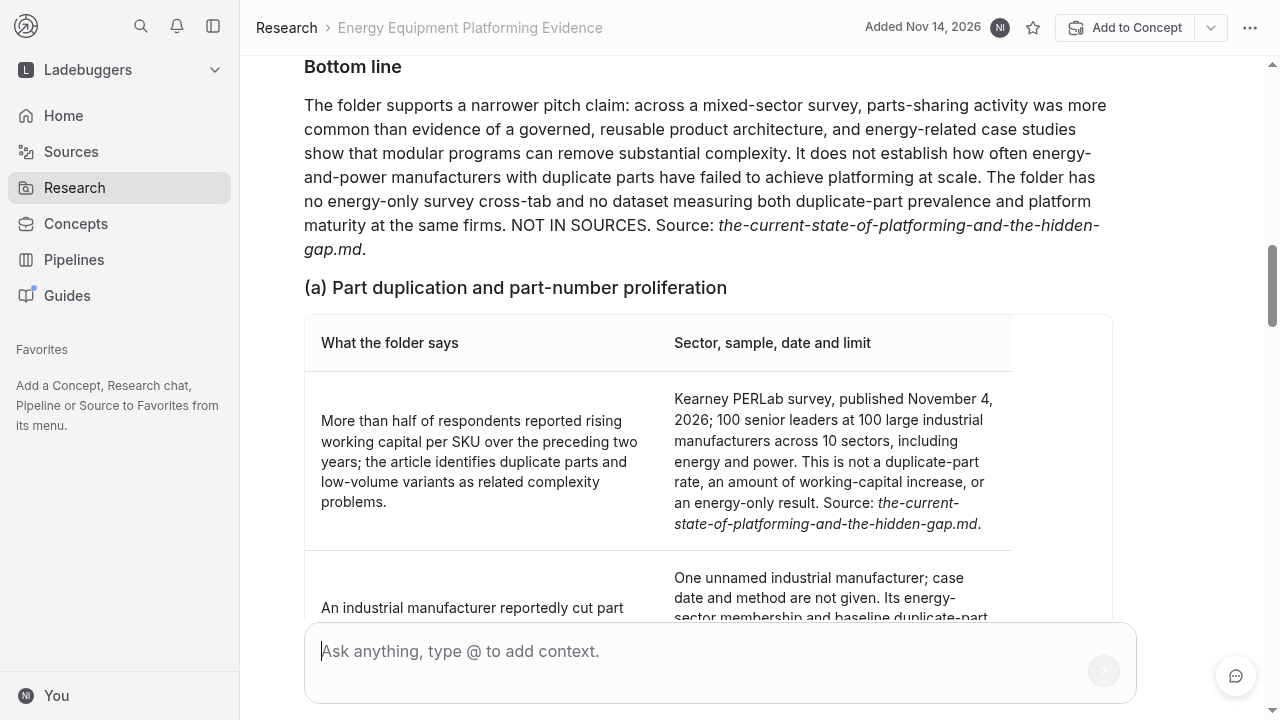 Research › Energy Equipment Platforming Evidence
Added Nov 14, 2026
NI
Add to Concept
L
Ladebuggers
Home
Sources
Research
Concepts
Pipelines
Guides
Favorites
Add a Concept, Research chat,
Pipeline or Source to Favorites from
its menu.
NI
You
Bottom line
The folder supports a narrower pitch claim: across a mixed-sector survey, parts-sharing activity was more
common than evidence of a governed, reusable product architecture, and energy-related case studies
show that modular programs can remove substantial complexity. It does not establish how often energy-
and-power manufacturers with duplicate parts have failed to achieve platforming at scale. The folder has
no energy-only survey cross-tab and no dataset measuring both duplicate-part prevalence and platform
maturity at the same firms. NOT IN SOURCES. Source: the-current-state-of-platforming-and-the-hidden-
gap.md.
(a) Part duplication and part-number proliferation
What the folder says
Sector, sample, date and limit
More than half of respondents reported rising
working capital per SKU over the preceding two
years; the article identifies duplicate parts and
low-volume variants as related complexity
problems.
Kearney PERLab survey, published November 4,
2026; 100 senior leaders at 100 large industrial
manufacturers across 10 sectors, including
energy and power. This is not a duplicate-part
rate, an amount of working-capital increase, or
an energy-only result. Source: the-current-
state-of-platforming-and-the-hidden-gap.md.
An industrial manufacturer reportedly cut part
One unnamed industrial manufacturer; case
date and method are not given. Its energy-
sector membership and baseline duplicate-part
Ask anything, type @ to add context.